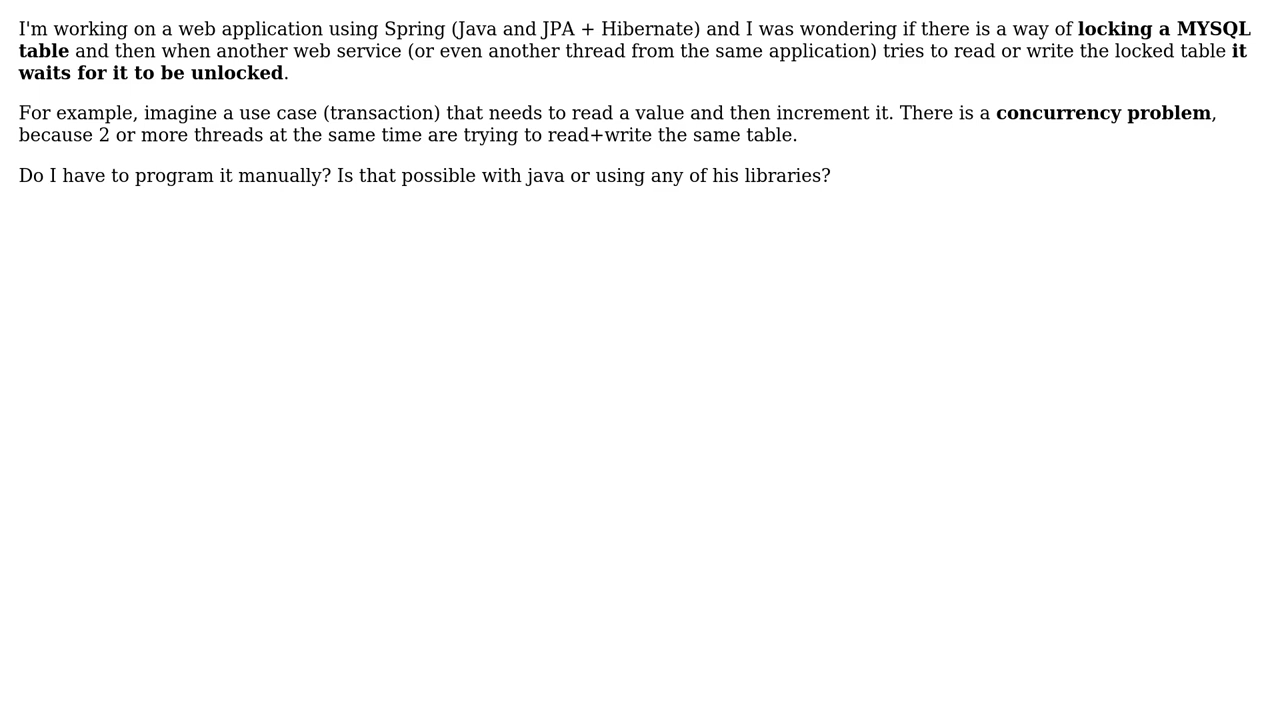 I'm working on a web application using Spring (Java and JPA + Hibernate) and I was wondering if there is a way of locking a MYSQL
table and then when another web service (or even another thread from the same application) tries to read or write the locked table it
waits for it to be unlocked.
For example, imagine a use case (transaction) that needs to read a value and then increment it. There is a concurrency problem,
because 2 or more threads at the same time are trying to read+write the same table.
Do I have to program it manually? Is that possible with java or using any of his libraries?